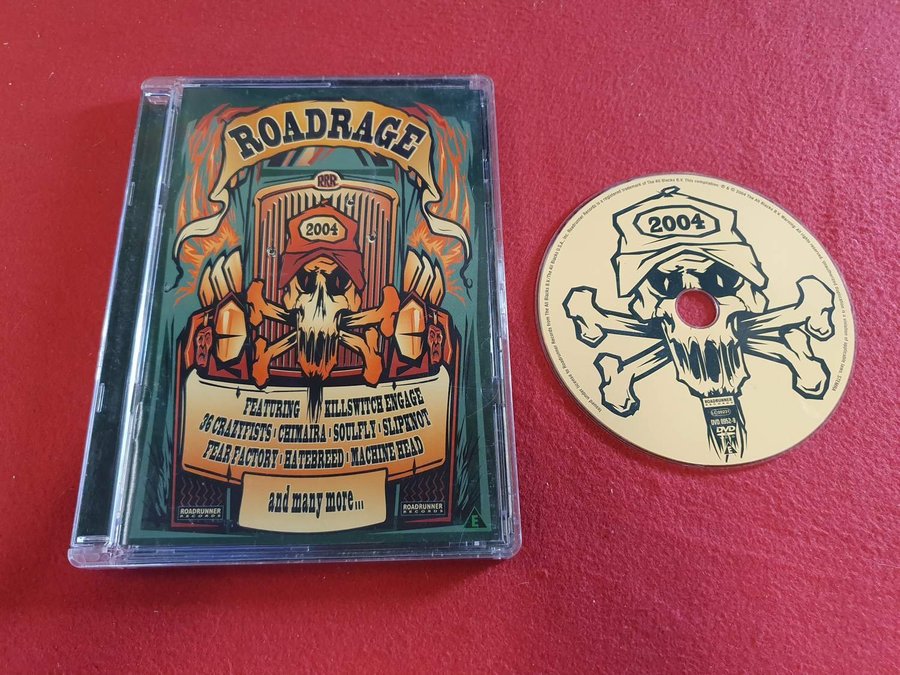 ROADRAGE
RRR
2004
FEATURING KILLSWITCH ENGAGE
36 CRAZYFISTS CHIMAIRA SOULFLY SLIPKNOT
FEAR FACTORY HATEBREED MACHINE HEAD
and many more...
ROADRUNNER
RECORDS
ROADRUNNER
RECORDS
E
2004
ROADRUNNER
RECORDS
DVD
E